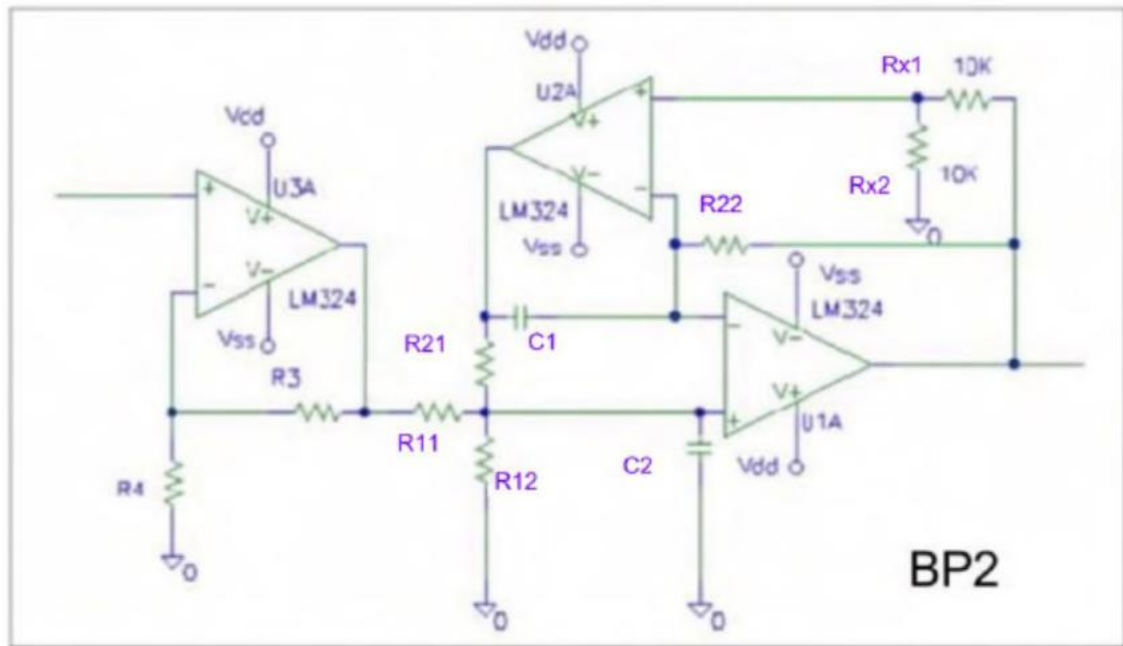 Vdd
Rx1
10K
U2A
+
V+
Vdd
V-
-
Rx2
10K
U3A
+
LM324
R22
0
V+
Vss
Vss
V-
-
LM324
LM324
-
V-
Vss
R21
C1
R3
V+
+
U1A
R11
R12
C2
Vdd
R4
0
BP2
0
0